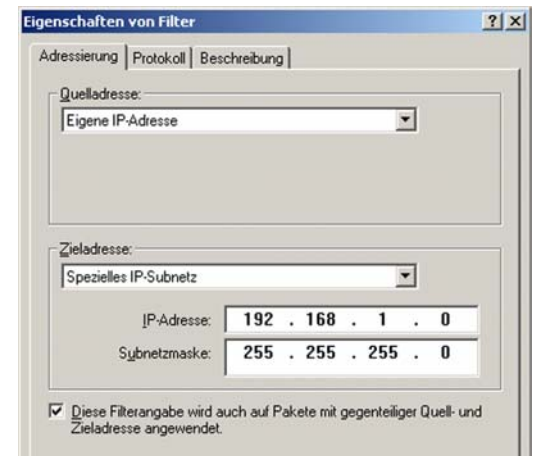 Eigenschaften von Filter
Adressierung Protokoll Beschreibung
Quelladresse:
Eigene IP-Adresse
Zieladresse:
Spezielles IP-Subnetz
IP-Adresse: 192 . 168 . 1 . 0
Subnetzmaske: 255 . 255 . 255 . 0
Diese Filterangabe wird auch auf Pakete mit gegenteiliger Quell- und
Zieladresse angewendet.